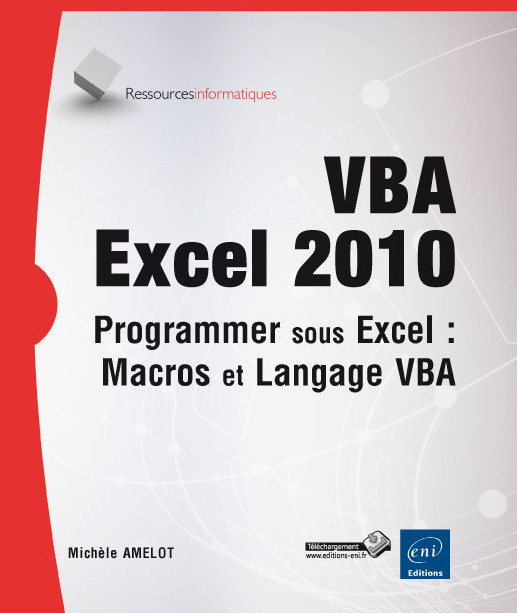 Ressourcesinformatiques
VBA
Excel 2010
Programmer sous Excel :
Macros et Langage VBA
Michèle AMELOT
Téléchargement
www.editions-eni.fr
eni
Editions